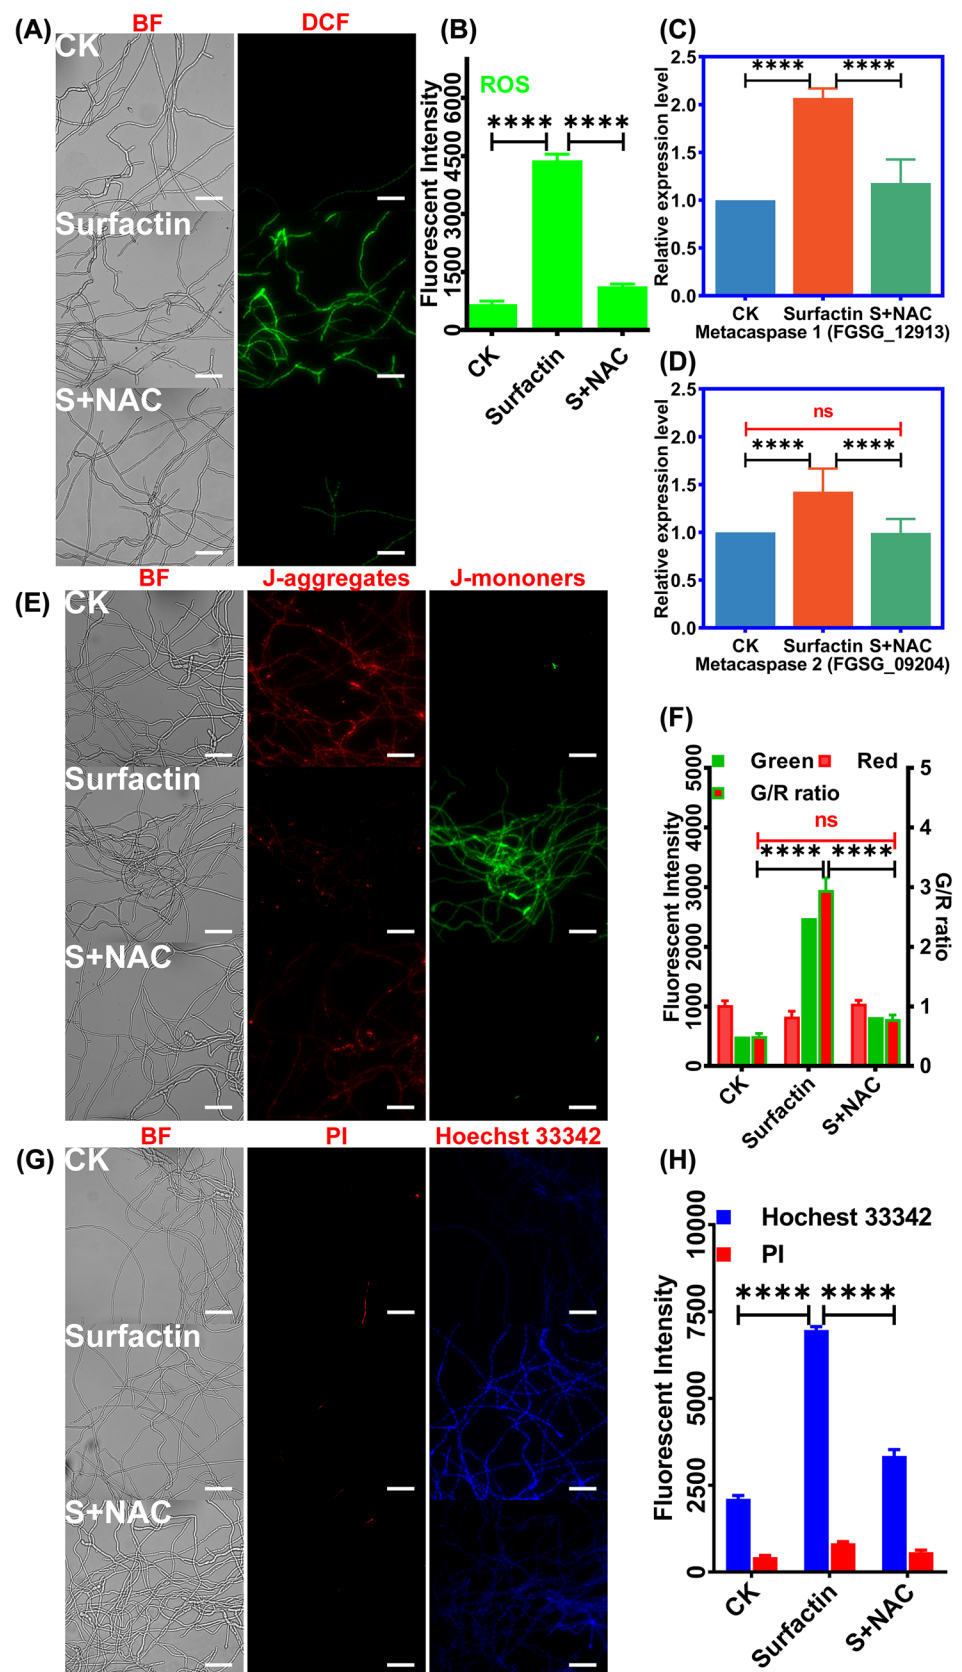 (A)
BF
DCF
CK
Surfactin
S+NAC
(B)
ROS
**** ****
Fluorescent Intensity
0
1500
3000
4500
6000
CK
Surfactin
S+NAC
(C)
**** ****
Relative expression level
2.5
2.0
1.5
1.0
0.5
0.0
CK Surfactin S+NAC
Metacaspase 1 (FGSG_12913)
(D)
ns
**** ****
Relative expression level
2.5
2.0
1.5
1.0
0.5
0.0
CK Surfactin S+NAC
Metacaspase 2 (FGSG_09204)
(E)
BF
J-aggregates
J-mononers
CK
Surfactin
S+NAC
(F)
Green Red
G/R ratio
ns
**** ****
Fluorescent Intensity
0
1000
2000
3000
4000
5000
G/R ratio
5
4
3
2
1
0
CK
Surfactin
S+NAC
(G)
BF
PI
Hoechst 33342
CK
Surfactin
S+NAC
(H)
Hochest 33342
PI
**** ****
Fluorescent Intensity
0
2500
5000
7500
10000
CK
Surfactin
S+NAC